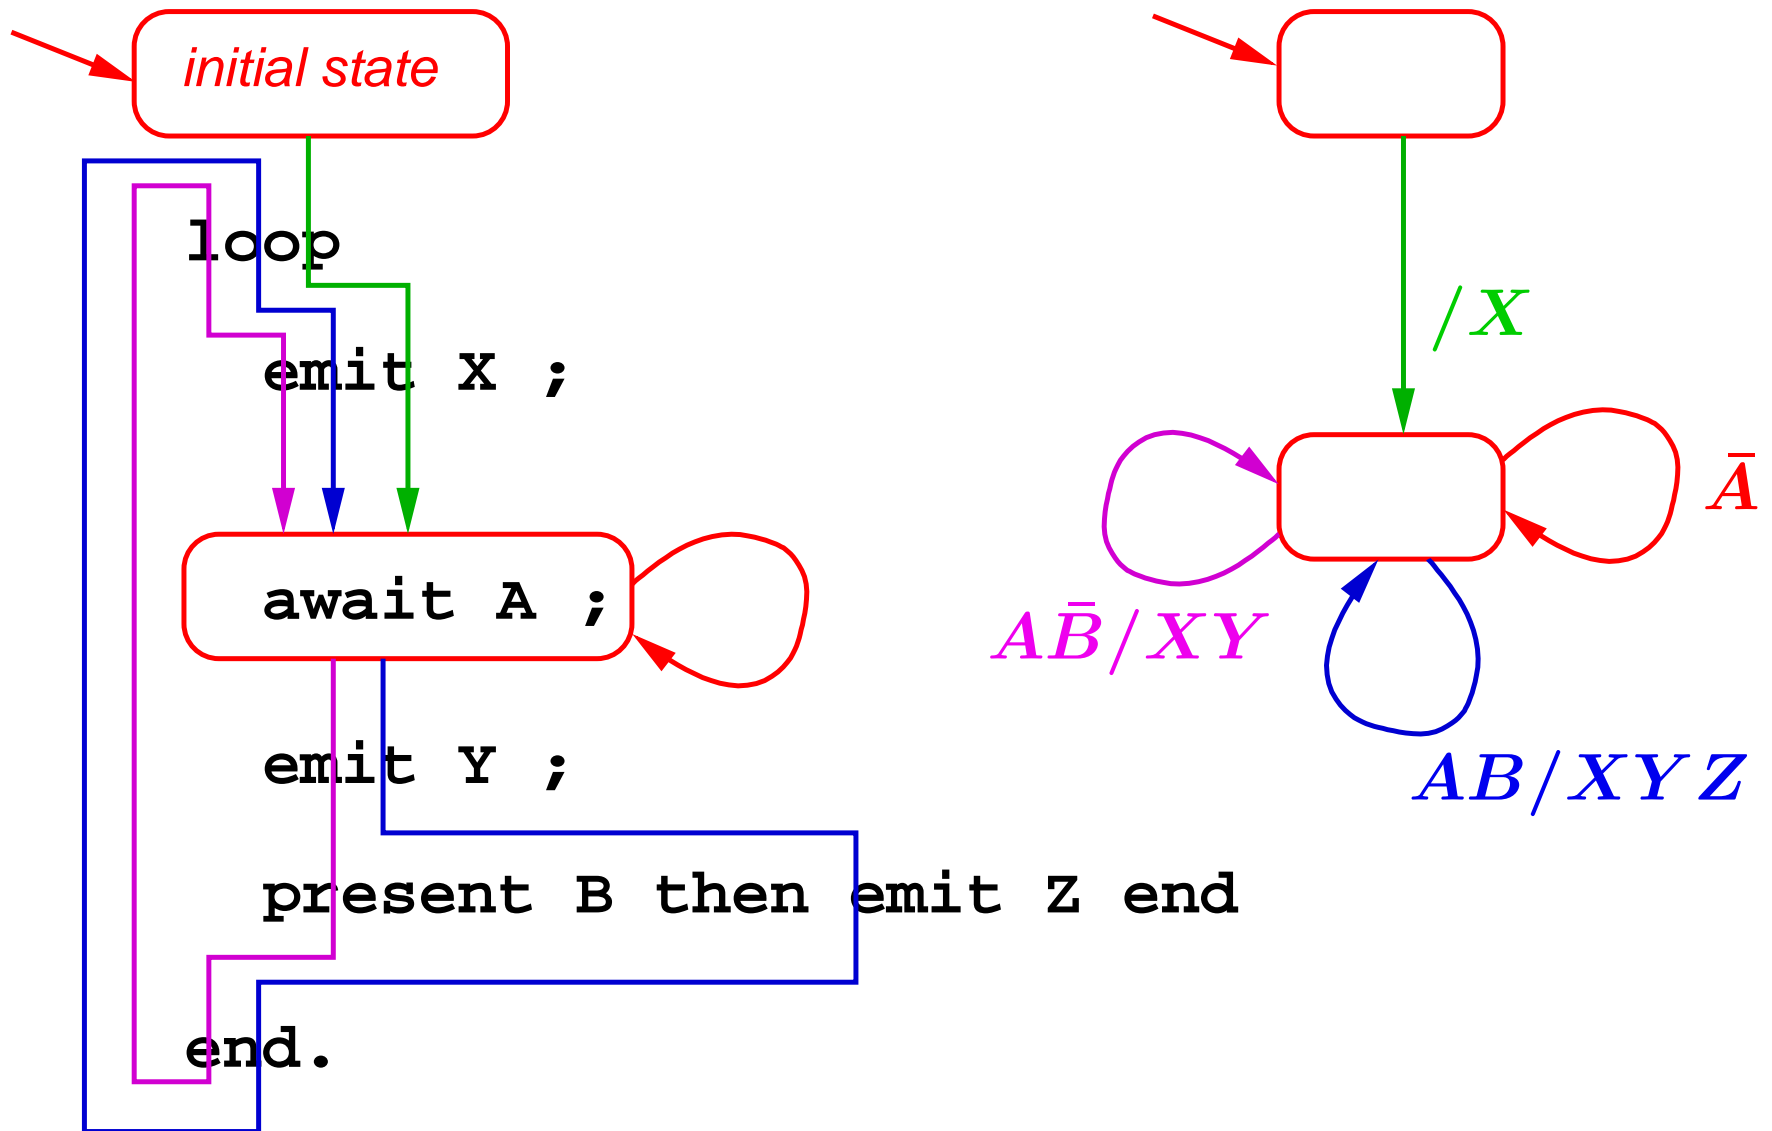 initial state
loop
emit X ;
await A ;
emit Y ;
present B then emit Z end
end.
/X
Ā
AB̄/XY
AB/XYZ